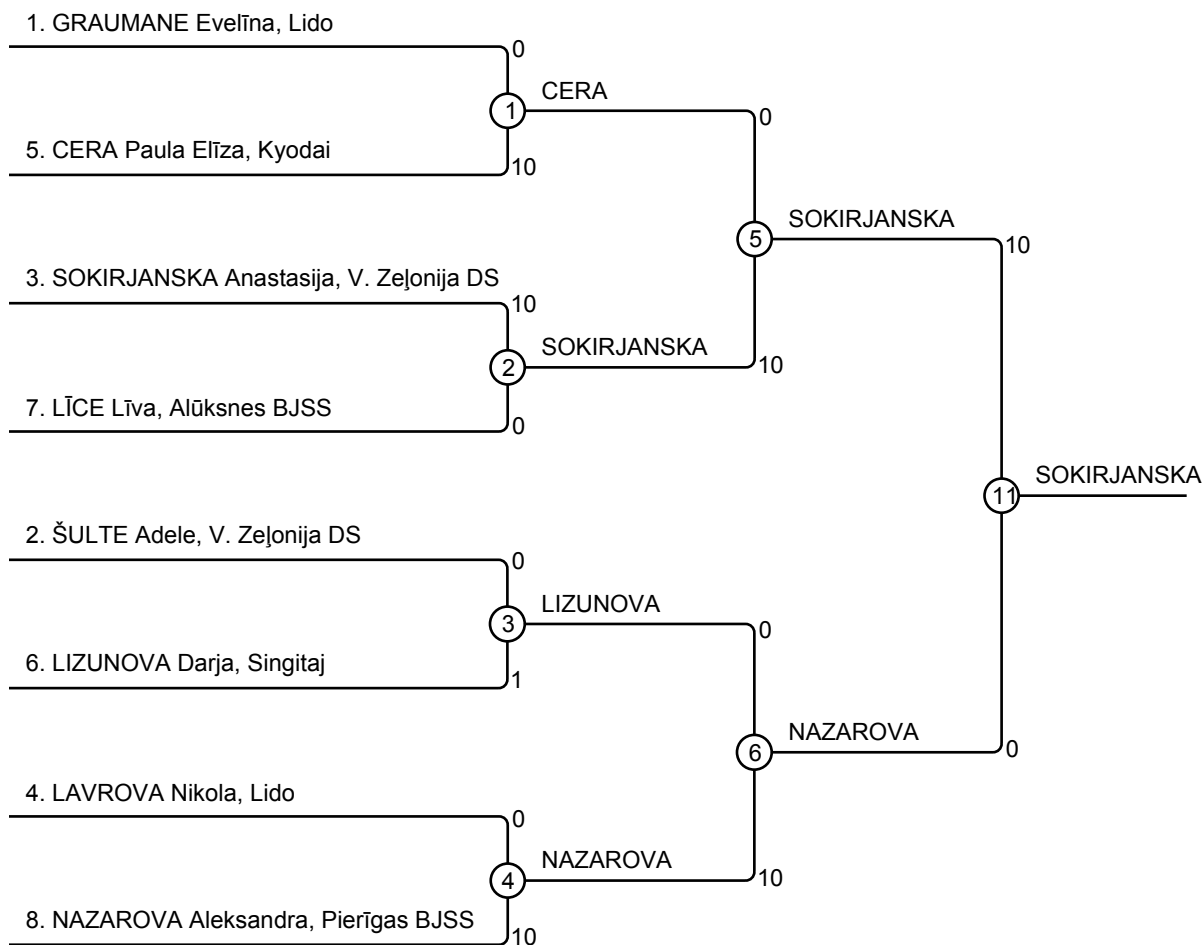 1. GRAUMANE Evelīna, Lido
0
1
CERA
5. CERA Paula Elīza, Kyodai
10
0
5
SOKIRJANSKA
3. SOKIRJANSKA Anastasija, V. Zeļonija DS
10
2
SOKIRJANSKA
7. LĪCE Līva, Alūksnes BJSS
0
10
10
11
SOKIRJANSKA
2. ŠULTE Adele, V. Zeļonija DS
0
3
LIZUNOVA
6. LIZUNOVA Darja, Singitaj
1
0
6
NAZAROVA
0
4. LAVROVA Nikola, Lido
0
4
NAZAROVA
8. NAZAROVA Aleksandra, Pierīgas BJSS
10
10